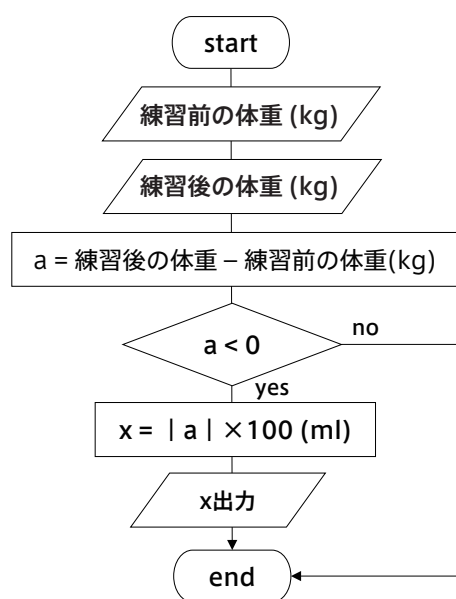 start
練習前の体重 (kg)
練習後の体重 (kg)
a = 練習後の体重 – 練習前の体重(kg)
a < 0
no
yes
x = | a | ×100 (ml)
x出力
end